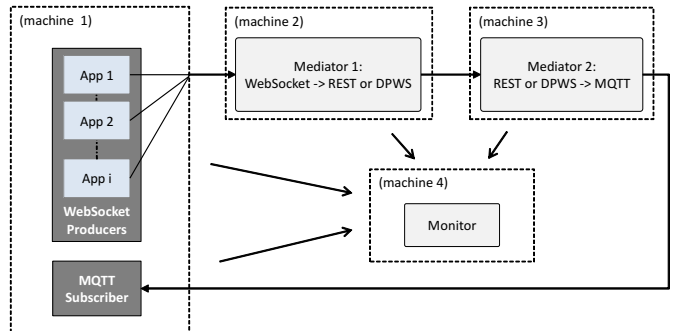 (machine 1)
App 1
App 2
App i
WebSocket
Producers
MQTT
Subscriber
(machine 2)
Mediator 1:
WebSocket -> REST or DPWS
(machine 3)
Mediator 2:
REST or DPWS -> MQTT
(machine 4)
Monitor